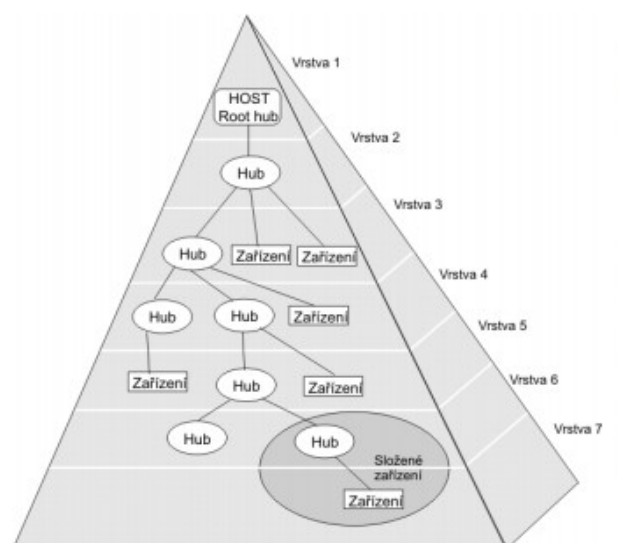 Vrstva 1
HOST
Root hub
Vrstva 2
Hub
Vrstva 3
Hub
Zařízení
Zařízení
Vrstva 4
Hub
Hub
Zařízení
Vrstva 5
Zařízení
Hub
Zařízení
Vrstva 6
Hub
Hub
Vrstva 7
Složené
zařízení
Zařízení